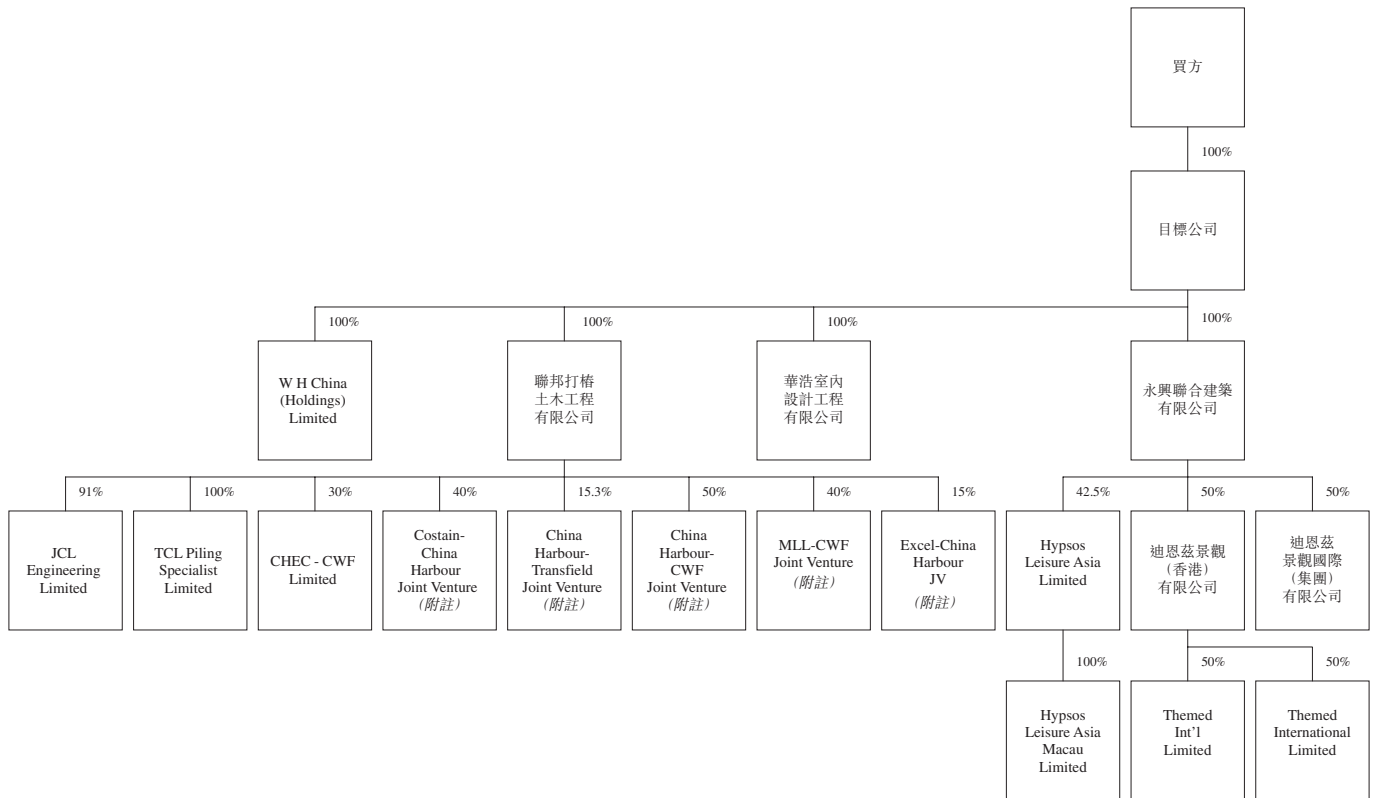 買方
100%
目標公司
100%
100%
100%
100%
W H China
(Holdings)
Limited
聯邦打樁
土木工程
有限公司
華浩室內
設計工程
有限公司
永興聯合建築
有限公司
91%
100%
30%
40%
15.3%
50%
40%
15%
42.5%
50%
50%
JCL
Engineering
Limited
TCL Piling
Specialist
Limited
CHEC - CWF
Limited
Costain-
China
Harbour
Joint Venture
(附註)
China
Harbour-
Transfield
Joint Venture
(附註)
China
Harbour-
CWF
Joint Venture
(附註)
MLL-CWF
Joint Venture
(附註)
Excel-China
Harbour
JV
(附註)
Hypsos
Leisure Asia
Limited
迪恩茲景觀
(香港)
有限公司
迪恩茲
景觀國際
(集團)
有限公司
100%
50%
50%
Hypsos
Leisure Asia
Macau
Limited
Themed
Int'l
Limited
Themed
International
Limited